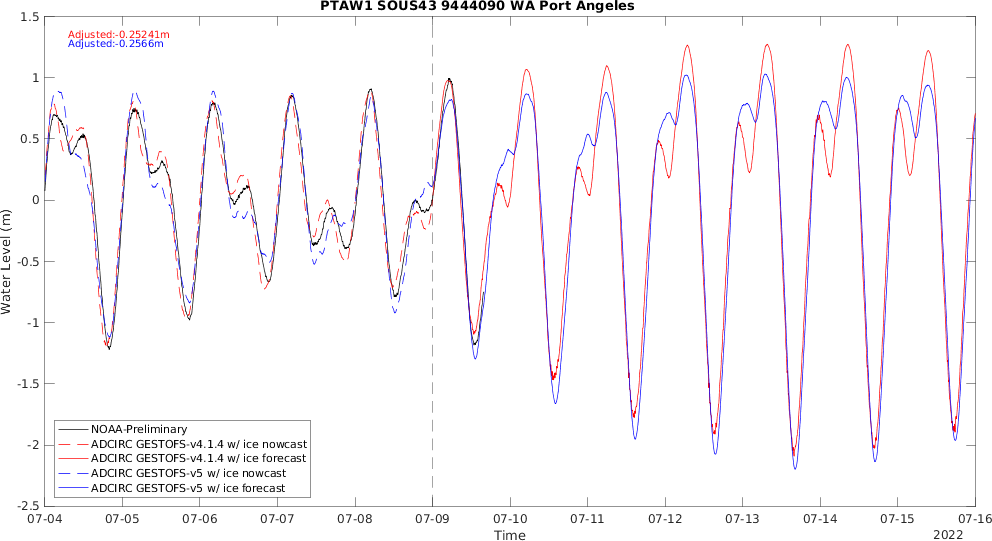 PTAW1 SOUS43 9444090 WA Port Angeles
Adjusted:-0.25241m
Adjusted:-0.2566m
1.5
1
0.5
0
-0.5
-1
-1.5
-2
-2.5
Water Level (m)
NOAA-Preliminary
ADCIRC GESTOFS-v4.1.4 w/ ice nowcast
ADCIRC GESTOFS-v4.1.4 w/ ice forecast
ADCIRC GESTOFS-v5 w/ ice nowcast
ADCIRC GESTOFS-v5 w/ ice forecast
07-04 07-05 07-06 07-07 07-08 07-09 07-10 07-11 07-12 07-13 07-14 07-15 07-16
Time
2022